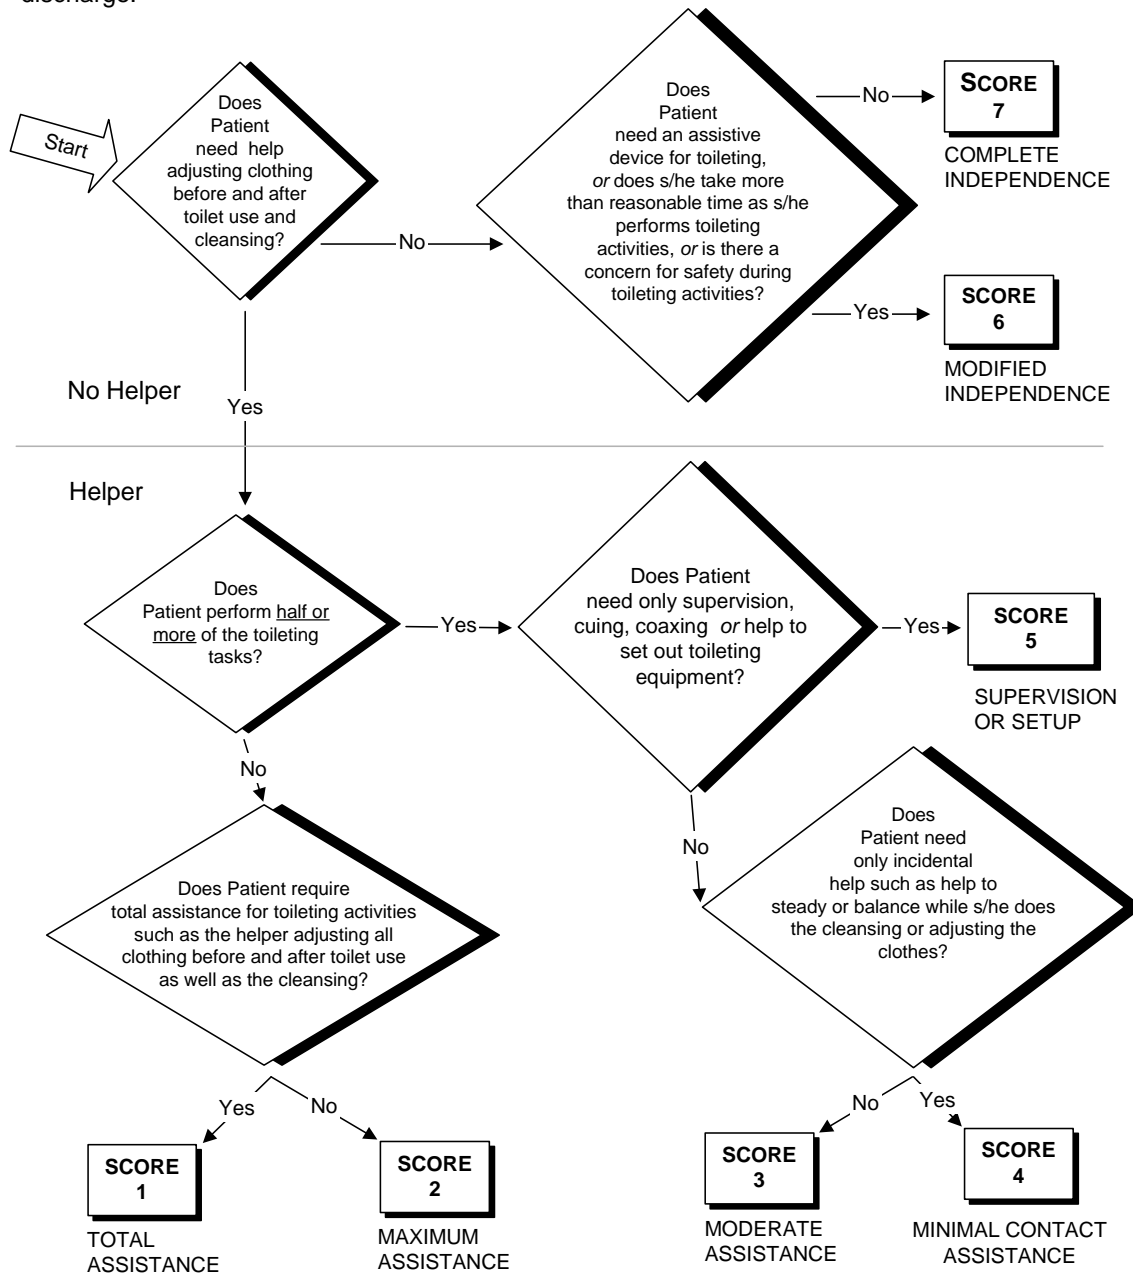 discharge.
Start
Does
Patient
need help
adjusting clothing
before and after
toilet use and
cleansing?
No
Does
Patient
need an assistive
device for toileting,
or does s/he take more
than reasonable time as s/he
performs toileting
activities, or is there a
concern for safety during
toileting activities?
No
SCORE
7
COMPLETE
INDEPENDENCE
Yes
SCORE
6
MODIFIED
INDEPENDENCE
No Helper
Yes
Helper
Does
Patient perform half or
more of the toileting
tasks?
Yes
Does Patient
need only supervision,
cuing, coaxing or help to
set out toileting
equipment?
Yes
SCORE
5
SUPERVISION
OR SETUP
No
No
Does Patient require
total assistance for toileting activities
such as the helper adjusting all
clothing before and after toilet use
as well as the cleansing?
Does
Patient need
only incidental
help such as help to
steady or balance while s/he does
the cleansing or adjusting the
clothes?
Yes
No
No
Yes
SCORE
1
TOTAL
ASSISTANCE
SCORE
2
MAXIMUM
ASSISTANCE
SCORE
3
MODERATE
ASSISTANCE
SCORE
4
MINIMAL CONTACT
ASSISTANCE